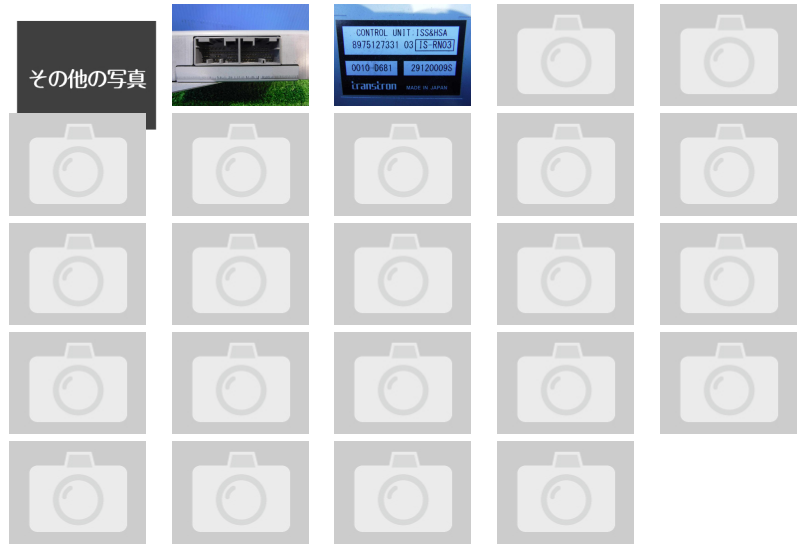 その他の写真
CONTROL UNIT.ISS&HSA
8975127331 03 IS-RN03
0010-D681 29120009S
transtron MADE IN JAPAN